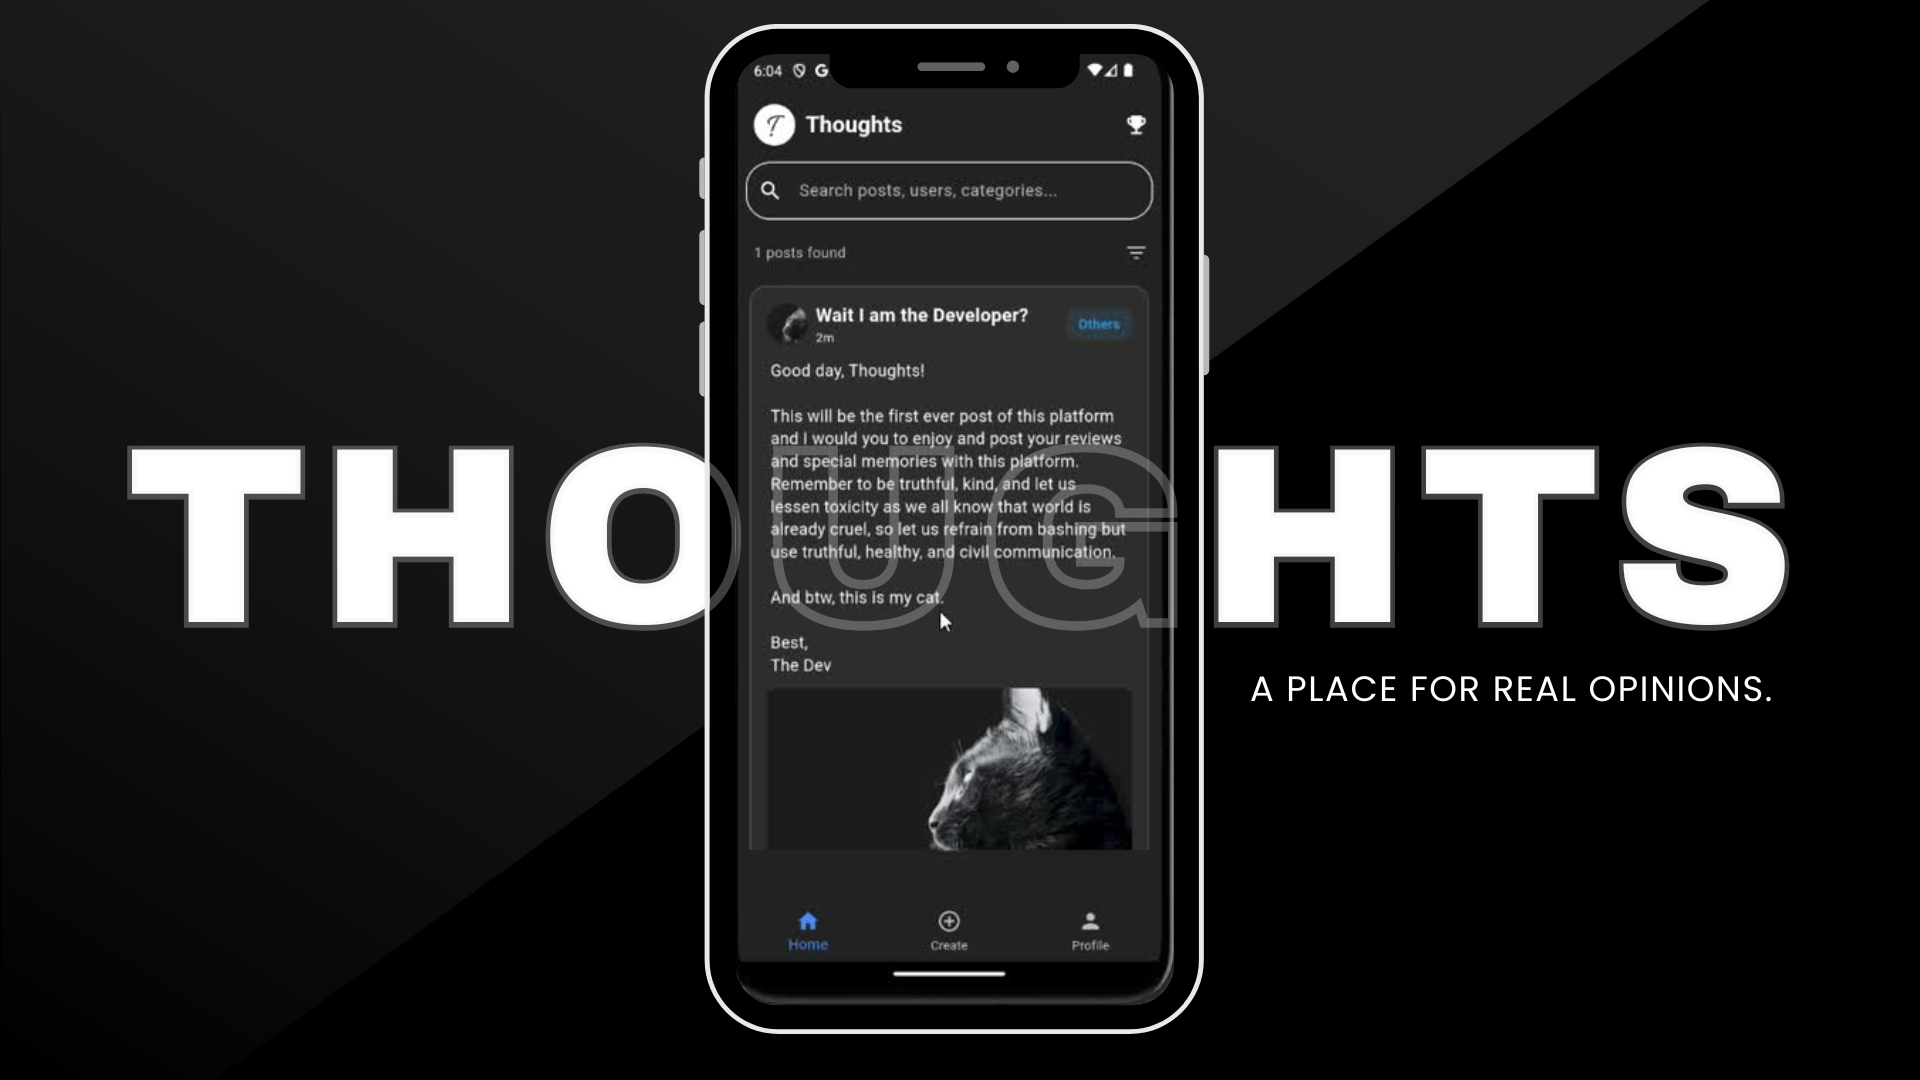 6:04
Thoughts
Search posts, users, categories...
1 posts found
Wait I am the Developer?
Others
2m
Good day, Thoughts!
This will be the first ever post of this platform
and I would you to enjoy and post your reviews
and special memories with this platform.
Remember to be truthful, kind, and let us
lessen toxicity as we all know that world is
already cruel, so let us refrain from bashing but
use truthful, healthy, and civil communication.
And btw, this is my cat.
Best,
The Dev
Home
Create
Profile
THOUGHTS
A PLACE FOR REAL OPINIONS.